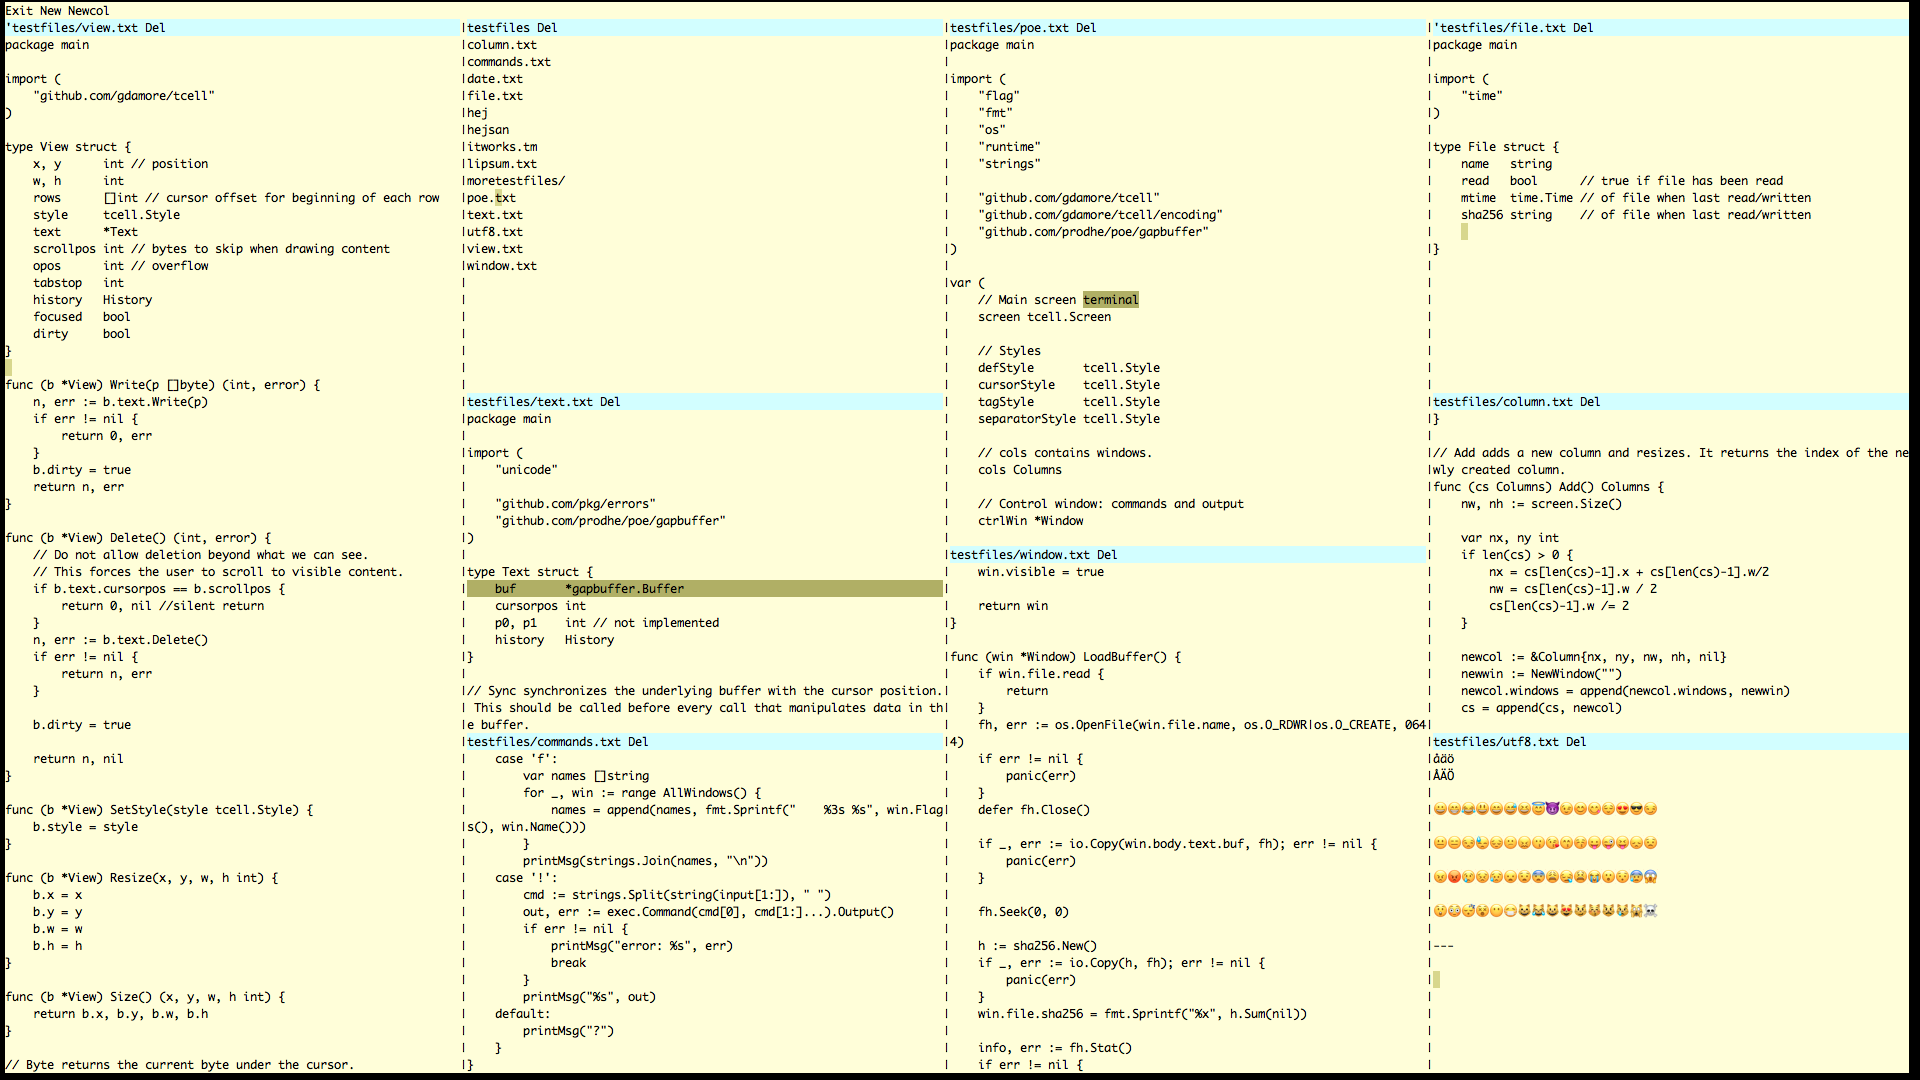 Exit New Newcol
'testfiles/view.txt Del
package main
import (
"github.com/gdamore/tcell"
)
type View struct {
x, y int // position
w, h int
rows []int // cursor offset for beginning of each row
style tcell.Style
text *Text
scrollpos int // bytes to skip when drawing content
opos int // overflow
tabstop int
history History
focused bool
dirty bool
}
func (b *View) Write(p []byte) (int, error) {
n, err := b.text.Write(p)
if err != nil {
return 0, err
}
b.dirty = true
return n, err
}
func (b *View) Delete() (int, error) {
// Do not allow deletion beyond what we can see.
// This forces the user to scroll to visible content.
if b.text.cursorpos == b.scrollpos {
return 0, nil //silent return
}
n, err := b.text.Delete()
if err != nil {
return n, err
}
b.dirty = true
return n, nil
}
func (b *View) SetStyle(style tcell.Style) {
b.style = style
}
func (b *View) Resize(x, y, w, h int) {
b.x = x
b.y = y
b.w = w
b.h = h
}
func (b *View) Size() (x, y, w, h int) {
return b.x, b.y, b.w, b.h
}
// Byte returns the current byte under the cursor.
testfiles Del
column.txt
commands.txt
date.txt
file.txt
hej
hejsan
itworks.tm
lipsum.txt
moretestfiles/
poe.txt
text.txt
utf8.txt
view.txt
window.txt
testfiles/text.txt Del
package main
import (
"unicode"
"github.com/pkg/errors"
"github.com/prodhe/poe/gapbuffer"
)
type Text struct {
buf *gapbuffer.Buffer
cursorpos int
p0, p1 int // not implemented
history History
}
// Sync synchronizes the underlying buffer with the cursor position.
This should be called before every call that manipulates data in th
e buffer.
testfiles/commands.txt Del
case 'f':
var names []string
for _, win := range AllWindows() {
names = append(names, fmt.Sprintf(" %3s %s", win.Flag
s(), win.Name()))
}
printMsg(strings.Join(names, "\n"))
case '!':
cmd := strings.Split(string(input[1:]), " ")
out, err := exec.Command(cmd[0], cmd[1:]...).Output()
if err != nil {
printMsg("error: %s", err)
break
}
printMsg("%s", out)
default:
printMsg("?")
}
}
testfiles/poe.txt Del
package main
import (
"flag"
"fmt"
"os"
"runtime"
"strings"
"github.com/gdamore/tcell"
"github.com/gdamore/tcell/encoding"
"github.com/prodhe/poe/gapbuffer"
)
var (
// Main screen terminal
screen tcell.Screen
// Styles
defStyle tcell.Style
cursorStyle tcell.Style
tagStyle tcell.Style
separatorStyle tcell.Style
// cols contains windows.
cols Columns
// Control window: commands and output
ctrlWin *Window
testfiles/window.txt Del
win.visible = true
return win
}
func (win *Window) LoadBuffer() {
if win.file.read {
return
}
fh, err := os.OpenFile(win.file.name, os.O_RDWR|os.O_CREATE, 064
4)
if err != nil {
panic(err)
}
defer fh.Close()
if _, err := io.Copy(win.body.text.buf, fh); err != nil {
panic(err)
}
fh.Seek(0, 0)
h := sha256.New()
if _, err := io.Copy(h, fh); err != nil {
panic(err)
}
win.file.sha256 = fmt.Sprintf("%x", h.Sum(nil))
info, err := fh.Stat()
if err != nil {
'testfiles/file.txt Del
package main
import (
"time"
)
type File struct {
name string
read bool // true if file has been read
mtime time.Time // of file when last read/written
sha256 string // of file when last read/written
}
testfiles/column.txt Del
}
// Add adds a new column and resizes. It returns the index of the ne
wly created column.
func (cs Columns) Add() Columns {
nw, nh := screen.Size()
var nx, ny int
if len(cs) > 0 {
nx = cs[len(cs)-1].x + cs[len(cs)-1].w/2
nw = cs[len(cs)-1].w / 2
cs[len(cs)-1].w /= 2
}
newcol := &Column{nx, ny, nw, nh, nil}
newwin := NewWindow("")
newcol.windows = append(newcol.windows, newwin)
cs = append(cs, newcol)
testfiles/utf8.txt Del
åäö
ÅÄÖ
---